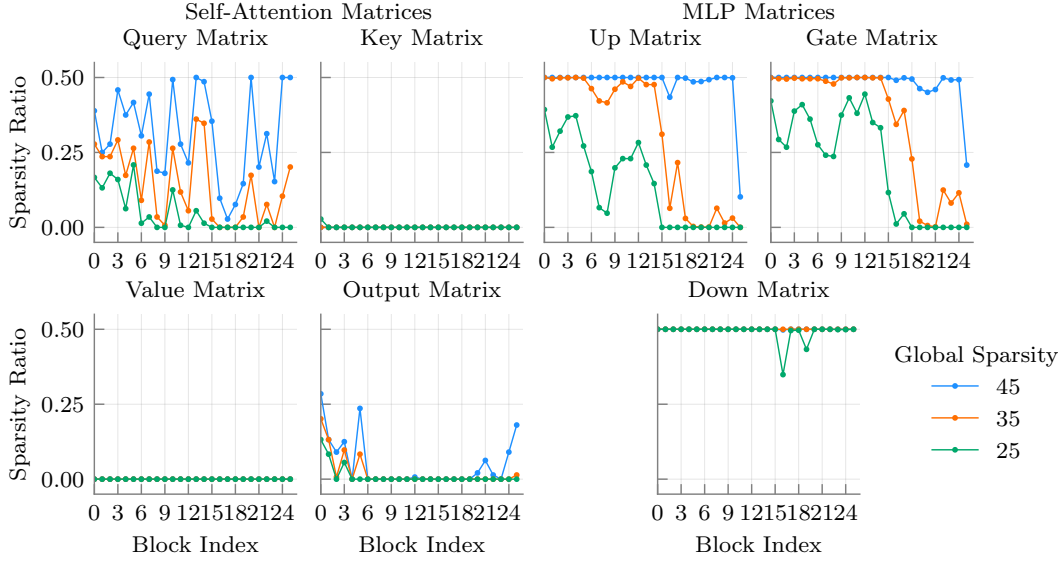 Self-Attention Matrices
MLP Matrices
Query Matrix
Key Matrix
Up Matrix
Gate Matrix
Sparsity Ratio
0.50
0.25
0.00
0 3 6 9 12 15 18 21 24
0 3 6 9 12 15 18 21 24
0 3 6 9 12 15 18 21 24
0 3 6 9 12 15 18 21 24
Value Matrix
Output Matrix
Down Matrix
Sparsity Ratio
0.50
0.25
0.00
0 3 6 9 12 15 18 21 24
0 3 6 9 12 15 18 21 24
0 3 6 9 12 15 18 21 24
Block Index
Block Index
Block Index
Global Sparsity
45
35
25